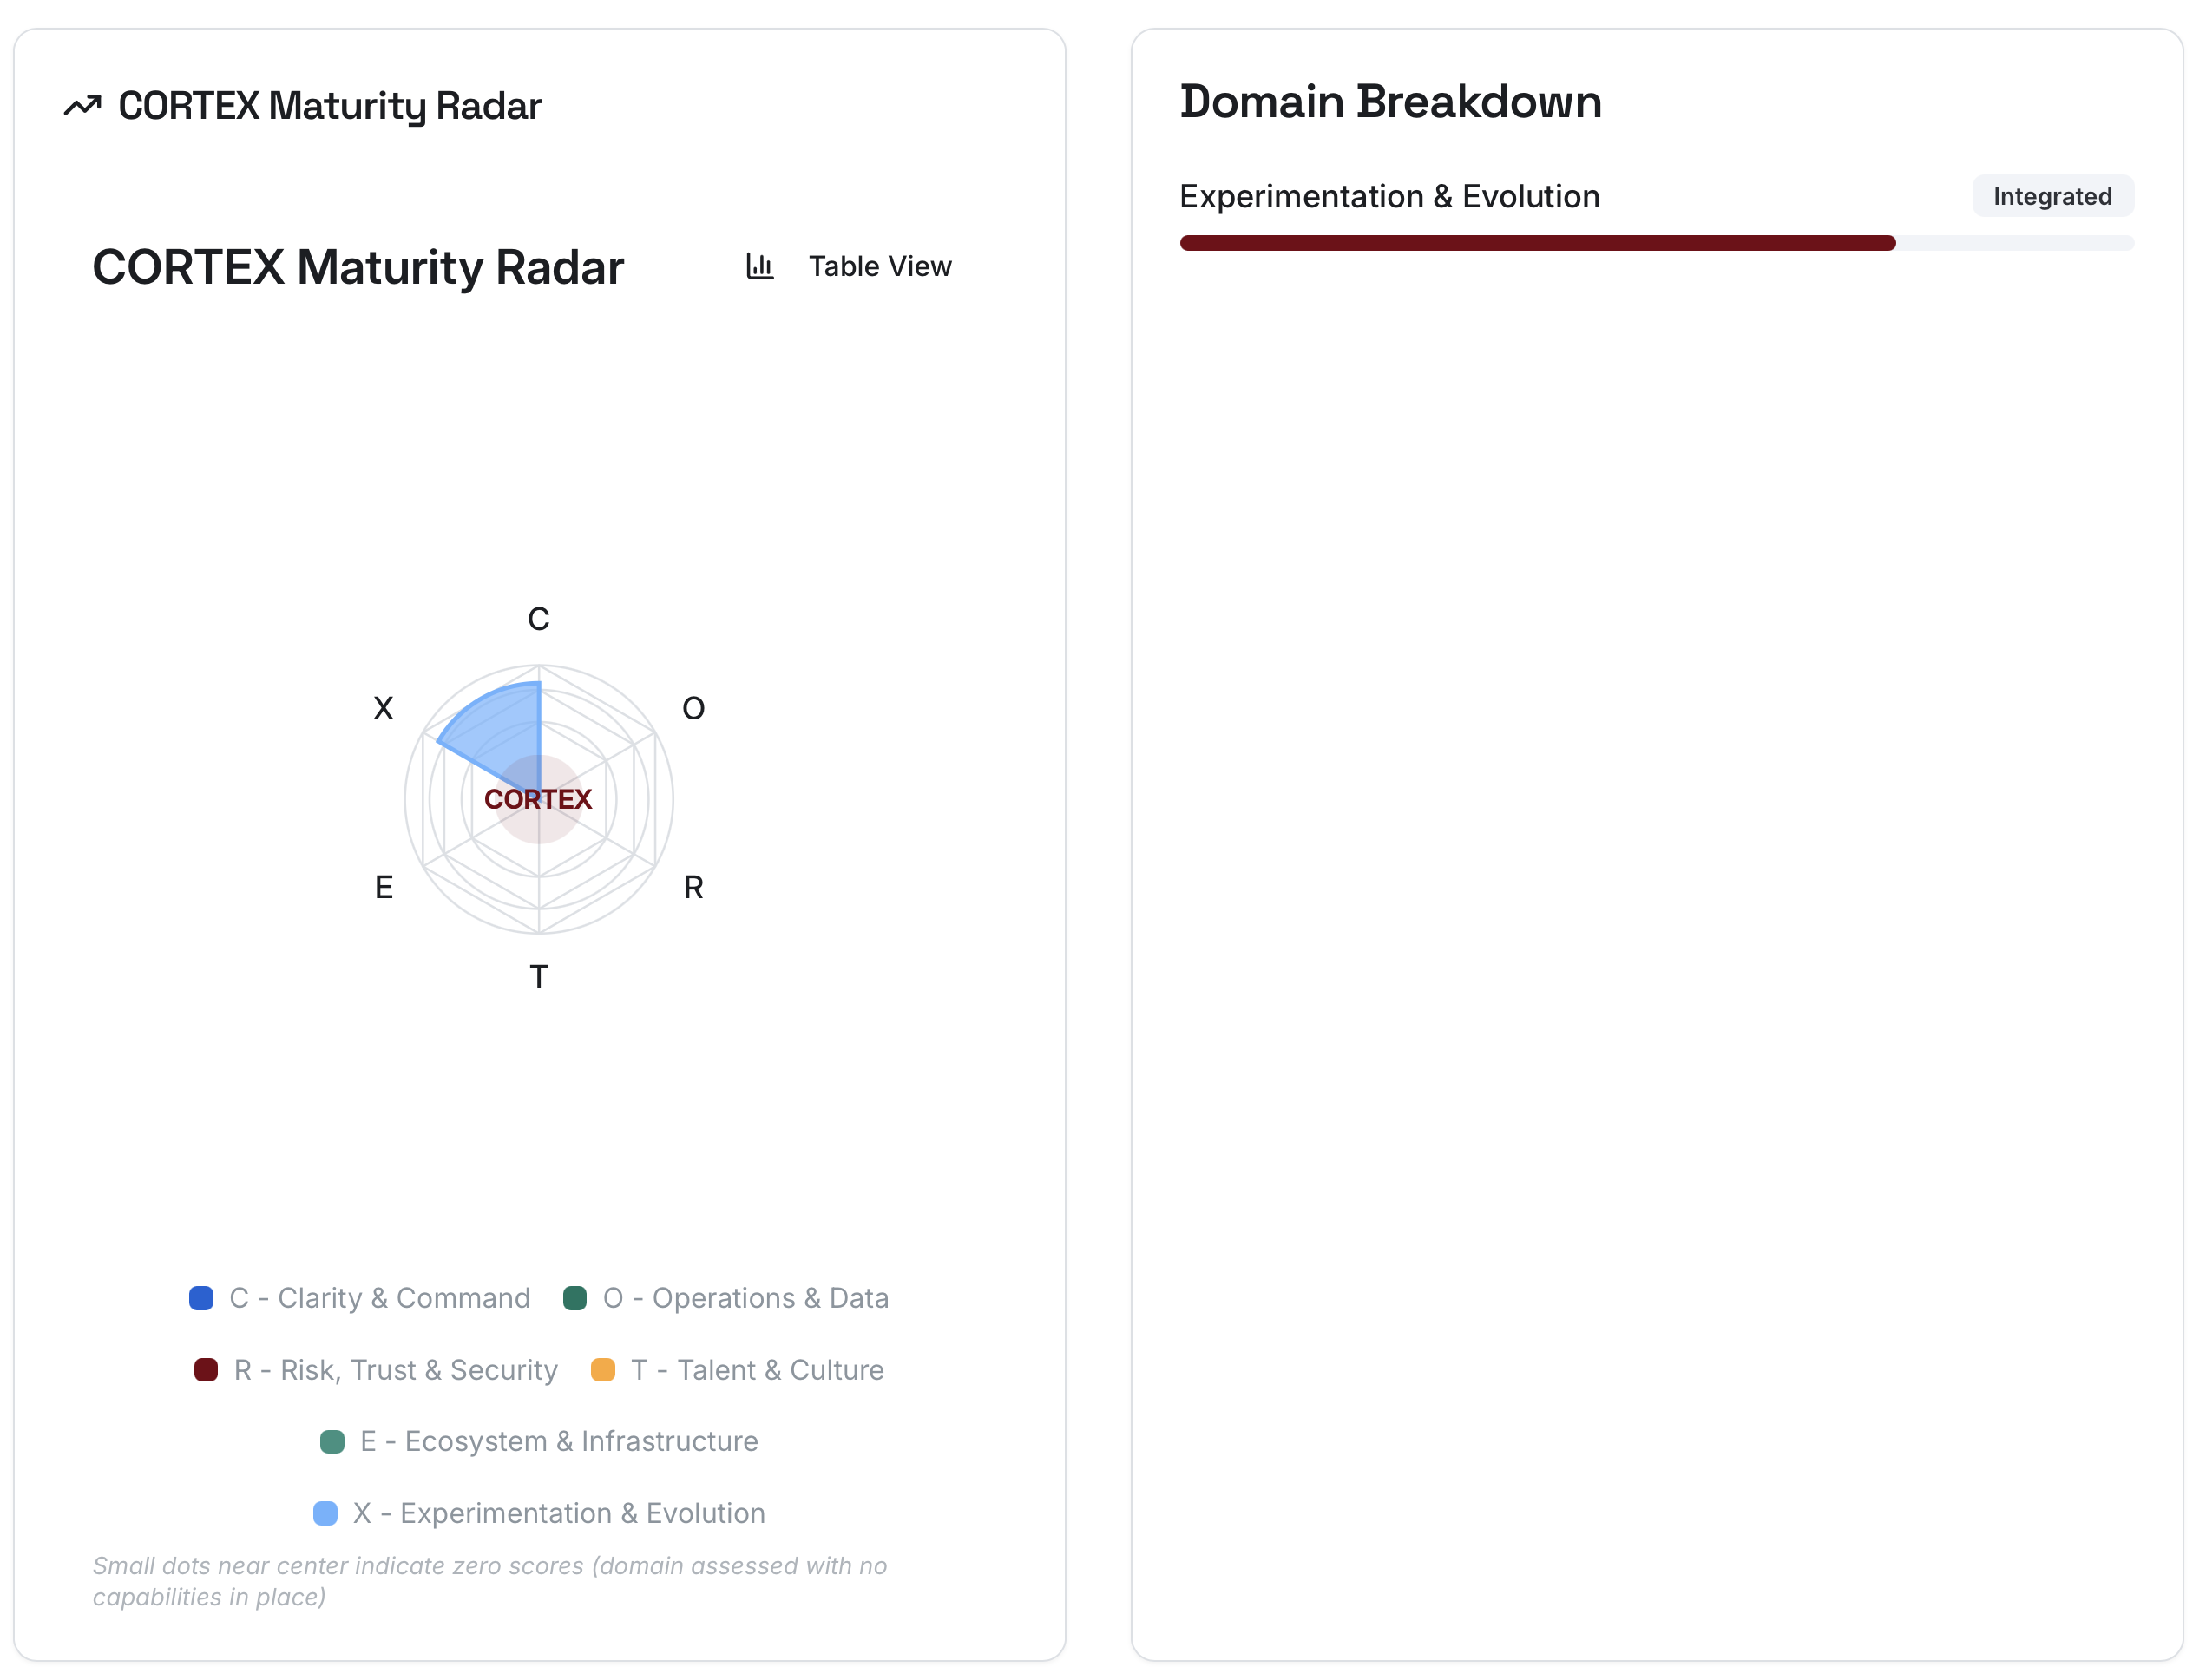 CORTEX Maturity Radar
CORTEX Maturity Radar
Table View
C
X
O
CORTEX
E
R
T
C - Clarity & Command
O - Operations & Data
R - Risk, Trust & Security
T - Talent & Culture
E - Ecosystem & Infrastructure
X - Experimentation & Evolution
Small dots near center indicate zero scores (domain assessed with no
capabilities in place)
Domain Breakdown
Experimentation & Evolution
Integrated